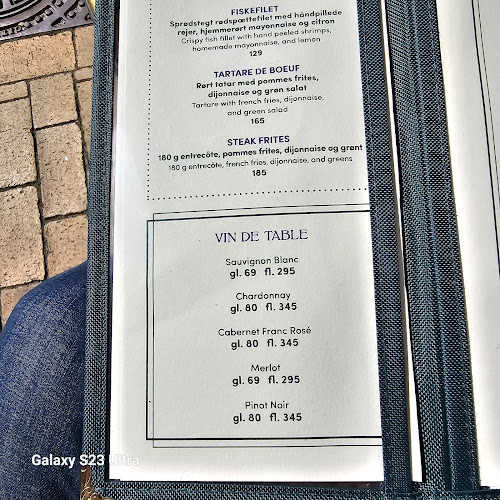 FISKEFILET
Sprødstegt rødspættefilet med håndpillede
rejer, hjemmerørt mayonnaise og citron
Crispy fish fillet with hand peeled shrimps,
homemade mayonnaise, and lemon
129
TARTARE DE BOEUF
Rørt tatar med pommes frites,
dijonnaise og grøn salat
Tartare with french fries, dijonnaise,
and green salad
165
STEAK FRITES
180 g entrecôte, pommes frites, dijonnaise og grønt
180 g entrecôte, french fries, dijonnaise, and greens
185
VIN DE TABLE
Sauvignon Blanc
gl. 69 fl. 295
Chardonnay
gl. 80 fl. 345
Cabernet Franc Rosé
gl. 80 fl. 345
Merlot
gl. 69 fl. 295
Pinot Noir
gl. 80 fl. 345
Galaxy S23 Ultra